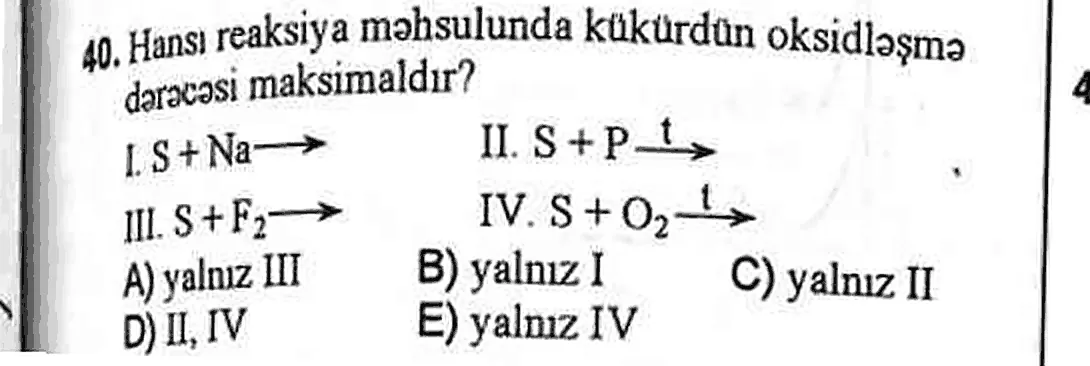 40. Hansı reaksiya məhsulunda kükürdün oksidləşmə
dərəcəsi maksimaldır?
I. S + Na ⟶ II. S + P —t→
III. S + F₂ ⟶ IV. S + O₂ —t→
A) yalnız III B) yalnız I C) yalnız II
D) II, IV E) yalnız IV
4